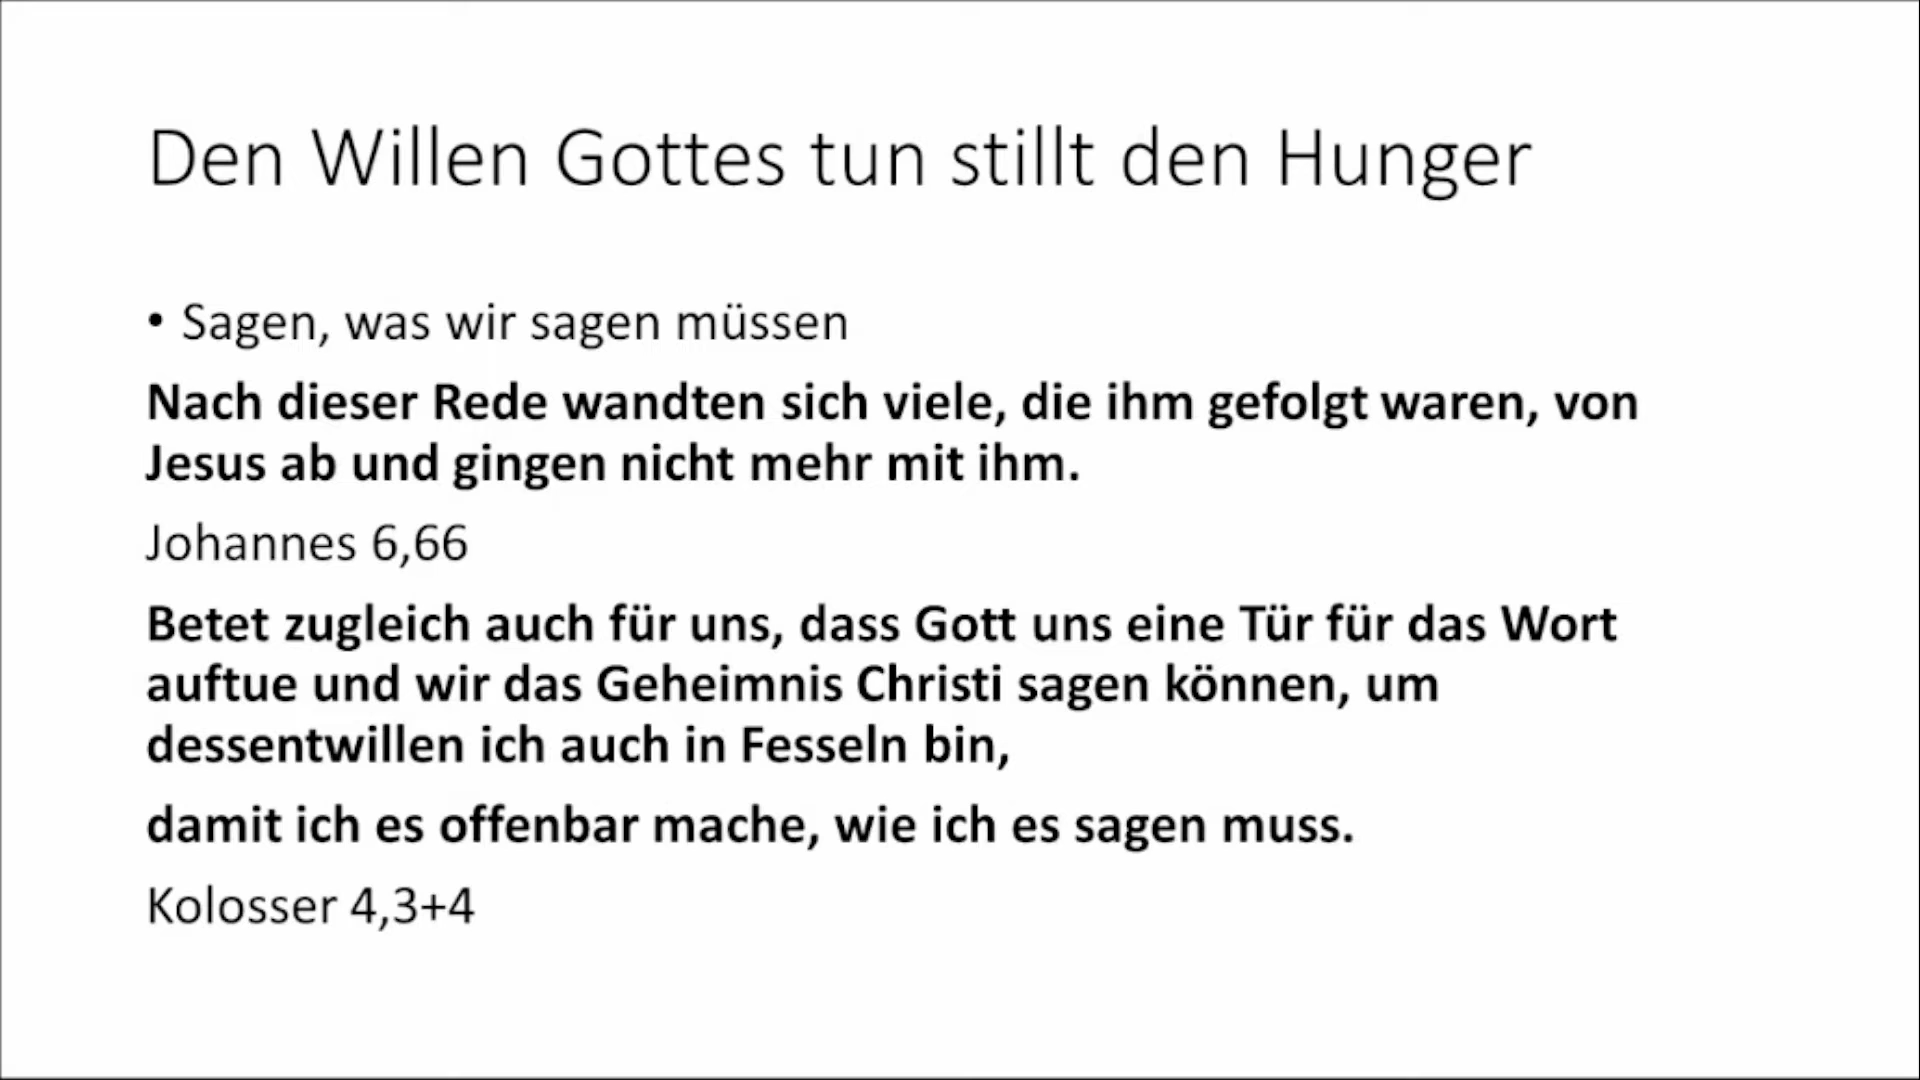 Den Willen Gottes tun stillt den Hunger
• Sagen, was wir sagen müssen
Nach dieser Rede wandten sich viele, die ihm gefolgt waren, von
Jesus ab und gingen nicht mehr mit ihm.
Johannes 6,66
Betet zugleich auch für uns, dass Gott uns eine Tür für das Wort
auftue und wir das Geheimnis Christi sagen können, um
dessentwillen ich auch in Fesseln bin,
damit ich es offenbar mache, wie ich es sagen muss.
Kolosser 4,3+4